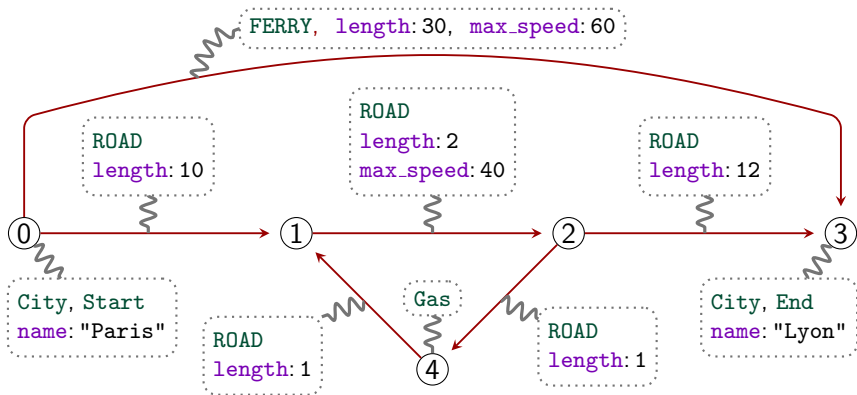 FERRY, length: 30, max_speed: 60
ROAD
length: 10
ROAD
length: 2
max_speed: 40
ROAD
length: 12
0
1
2
3
City, Start
name: "Paris"
ROAD
length: 1
Gas
4
ROAD
length: 1
City, End
name: "Lyon"